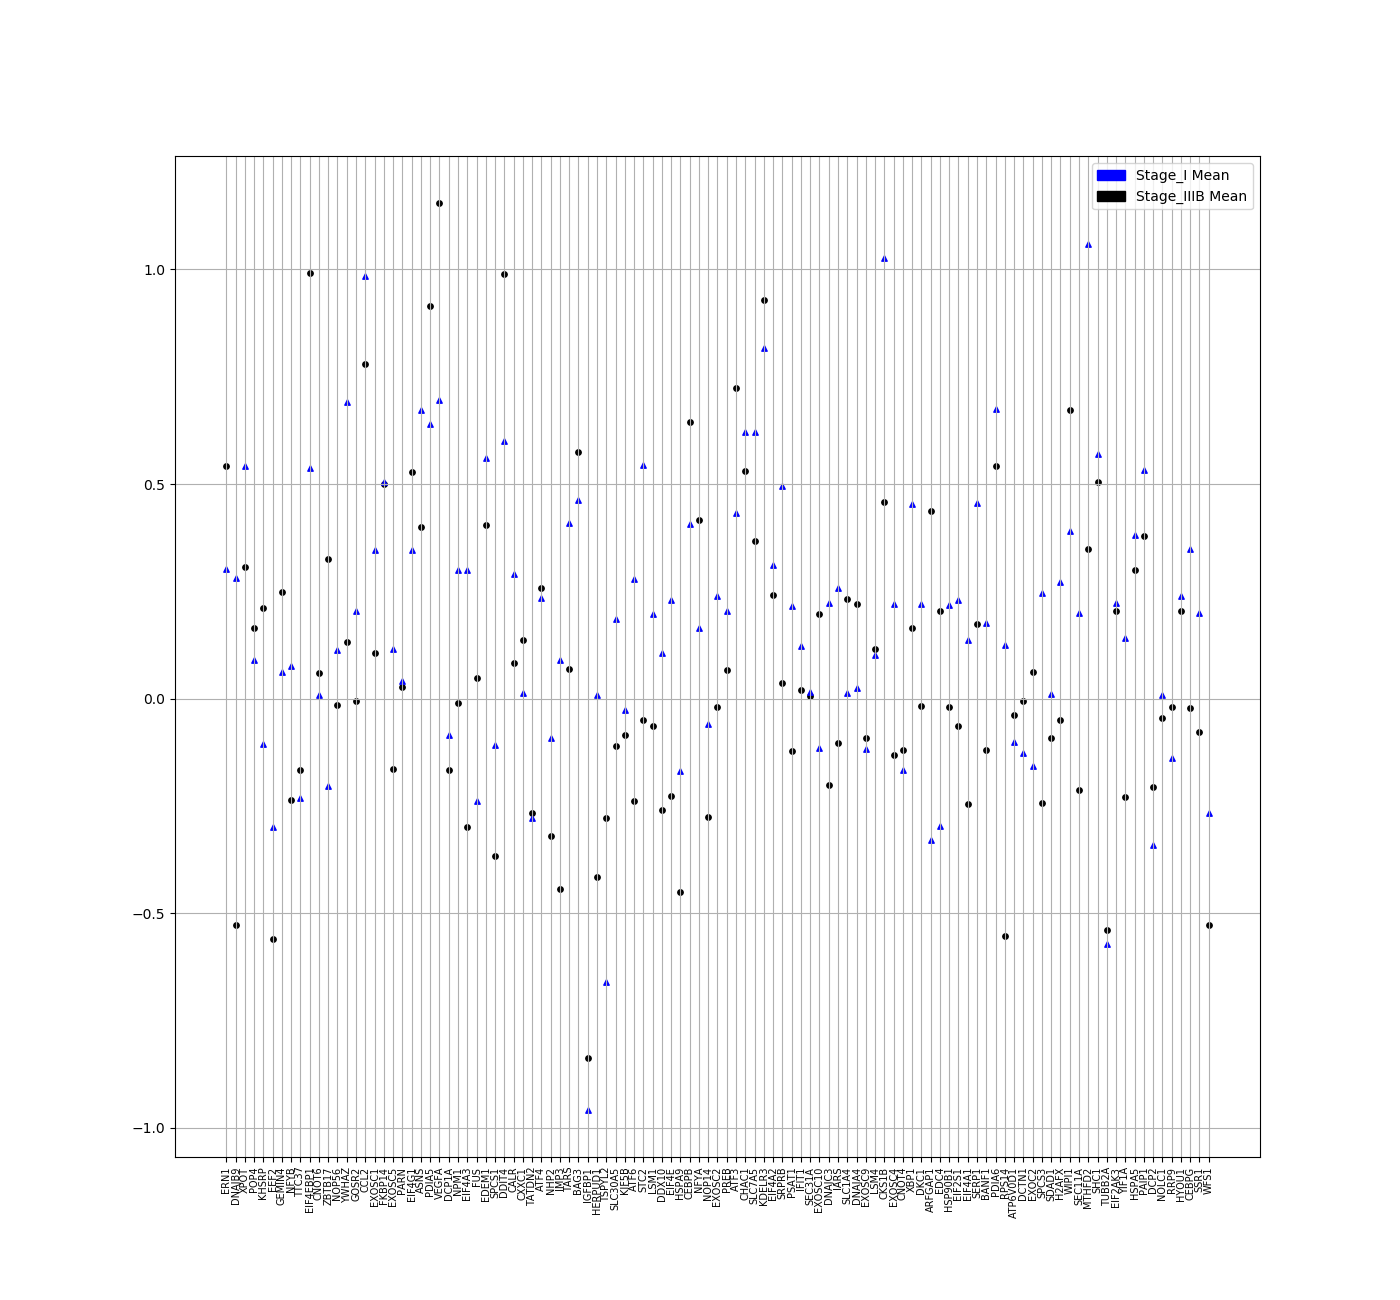 Stage_I Mean
Stage_IIIB Mean
1.0
0.5
0.0
−0.5
−1.0
ERN1
DNAJB9
XPOT
POP4
KHSRP
EEF2
GEMIN4
NFYB
TTC37
EIF4EBP1
CNOT6
ZBTB17
NOP56
YWHAZ
GOSR2
CCL2
EXOSC1
FKBP14
EXOSC5
PARN
EIF4G1
ASNS
PDIA5
VEGFA
DCP1A
NPM1
EIF4A3
FUS
EDEM1
SPCS1
DDIT4
CALR
CXXC1
TATDN2
ATF4
NHP2
IMP3
TARS
BAG3
IGFBP1
HERPUD1
TSPYL2
SLC30A5
KIF5B
ATF6
STC2
LSM1
DDX10
EIF4E
HSPA9
CEBPB
NFYA
NOP14
EXOSC2
PREB
ATF3
CHAC1
SLC7A5
KDELR3
EIF4A2
SRPRB
PSAT1
IFIT1
SEC31A
EXOSC10
DNAJC3
IARS
SLC1A4
DNAJA4
EXOSC9
LSM4
CKS1B
EXOSC4
CNOT4
XBP1
DKC1
ARFGAP1
EDC4
HSP90B1
EIF2S1
EIF4A1
BANF1
PDIA6
RPS14
ATP6V0D1
DCTN1
EXOC2
SPCS3
SDAD1
H2AFX
WIPI1
SEC11A
MTHFD2
SHC1
TUBB2A
EIF2AK3
YIF1A
HSPA5
PAIP1
DCP2
NOLC1
RRP9
HYOU1
CEBPG
SSR1
WFS1